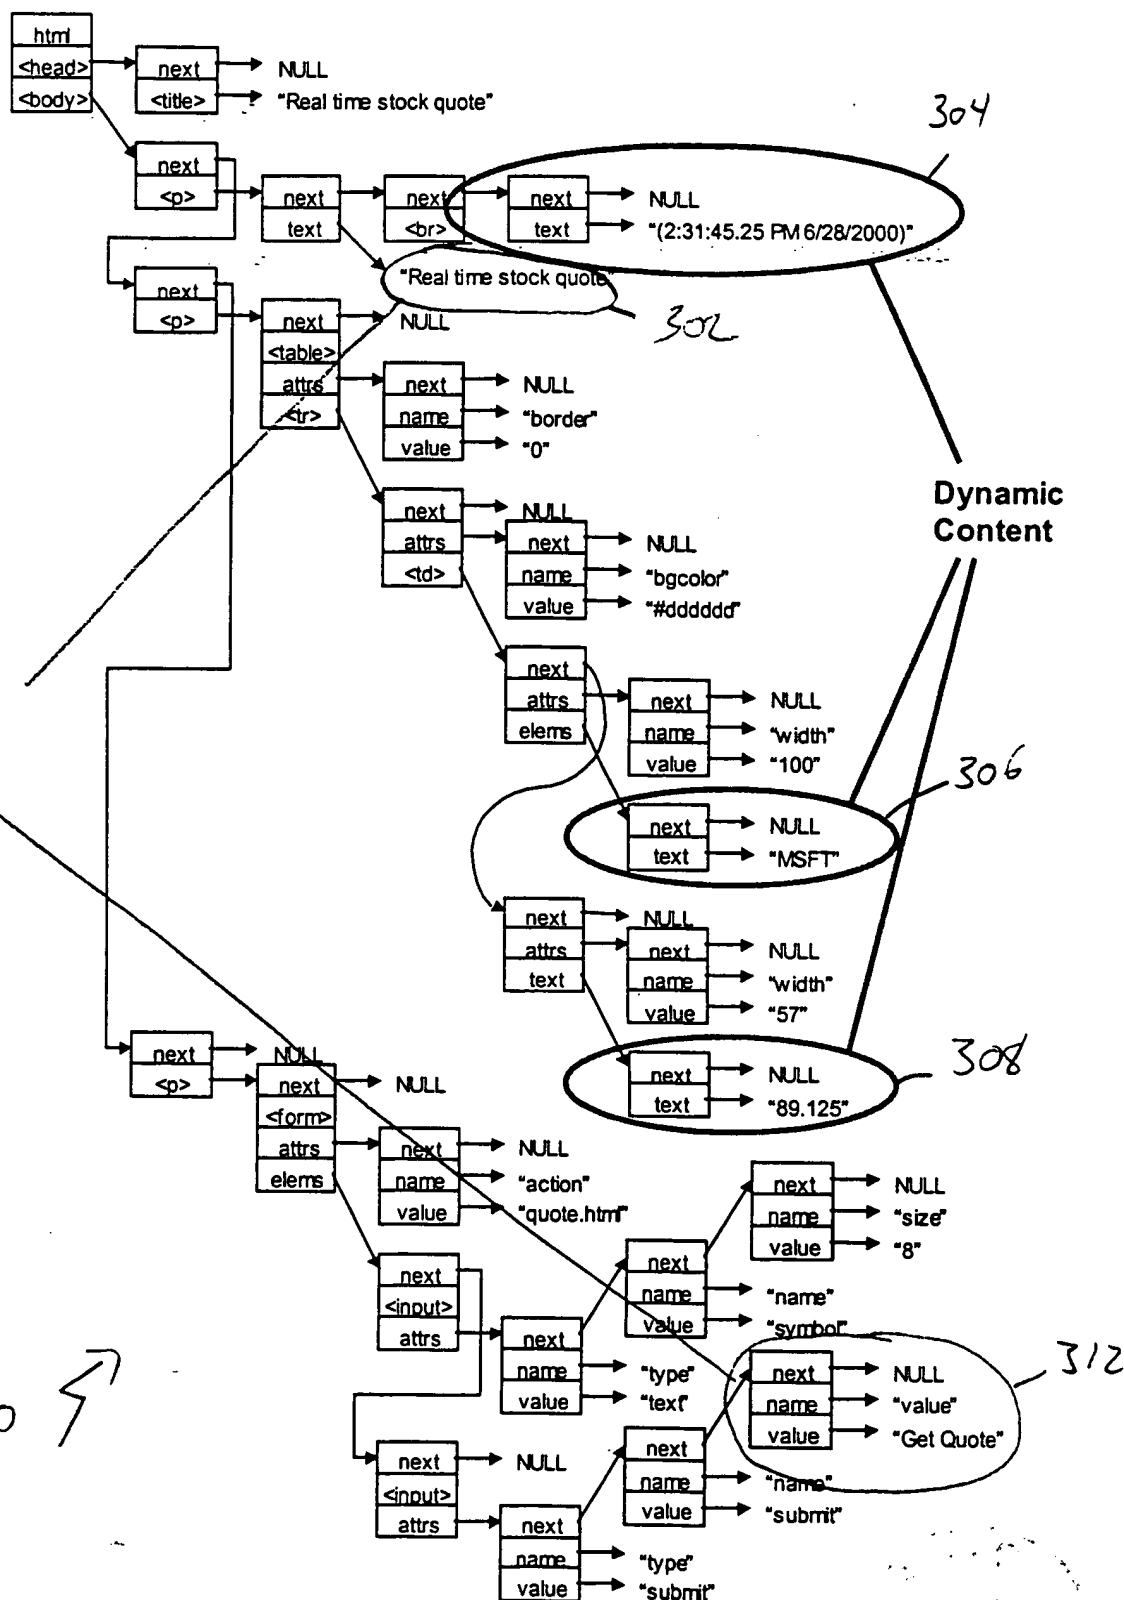 html
<head>
<body>
next
<title>
NULL
"Real time stock quote"
304
next
<p>
next
text
next
<br>
next
text
NULL
"(2:31:45.25 PM 6/28/2000)"
"Real time stock quote"
302
next
<p>
next
<table>
attrs
<tr>
NULL
next
name
value
NULL
"border"
"0"
Dynamic
Content
next
attrs
<td>
NULL
next
name
value
NULL
"bgcolor"
"#dddddd"
next
attrs
elems
next
name
value
NULL
"width"
"100"
306
next
text
NULL
"MSFT"
next
attrs
text
NULL
next
name
value
NULL
"width"
"57"
308
next
text
NULL
"89.125"
next
<p>
NULL
next
<form>
attrs
elems
NULL
next
name
value
NULL
"action"
"quote.html"
next
name
value
NULL
"size"
"8"
next
<input>
attrs
next
name
value
"name"
"symbol"
next
name
value
"type"
"text"
312
next
name
value
NULL
"value"
"Get Quote"
next
<input>
attrs
NULL
next
name
value
"name"
"submit"
next
name
value
"type"
"submit"